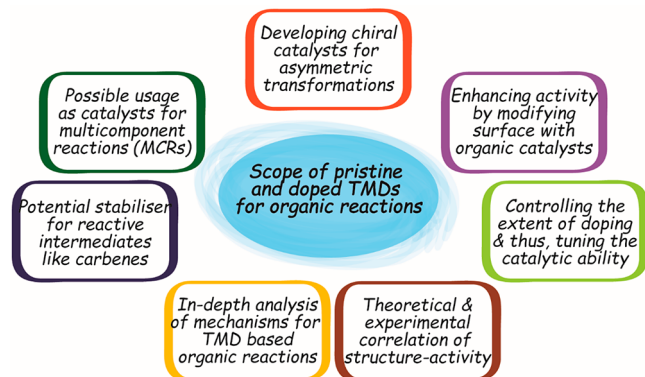 Developing chiral
catalysts for
asymmetric
transformations
Possible usage
as catalysts for
multicomponent
reactions (MCRs)
Enhancing activity
by modifying
surface with
organic catalysts
Scope of pristine
and doped TMDs
for organic reactions
Potential stabiliser
for reactive
intermediates
like carbenes
Controlling the
extent of doping
& thus, tuning the
catalytic ability
In-depth analysis
of mechanisms for
TMD based
organic reactions
Theoretical &
experimental
correlation of
structure-activity